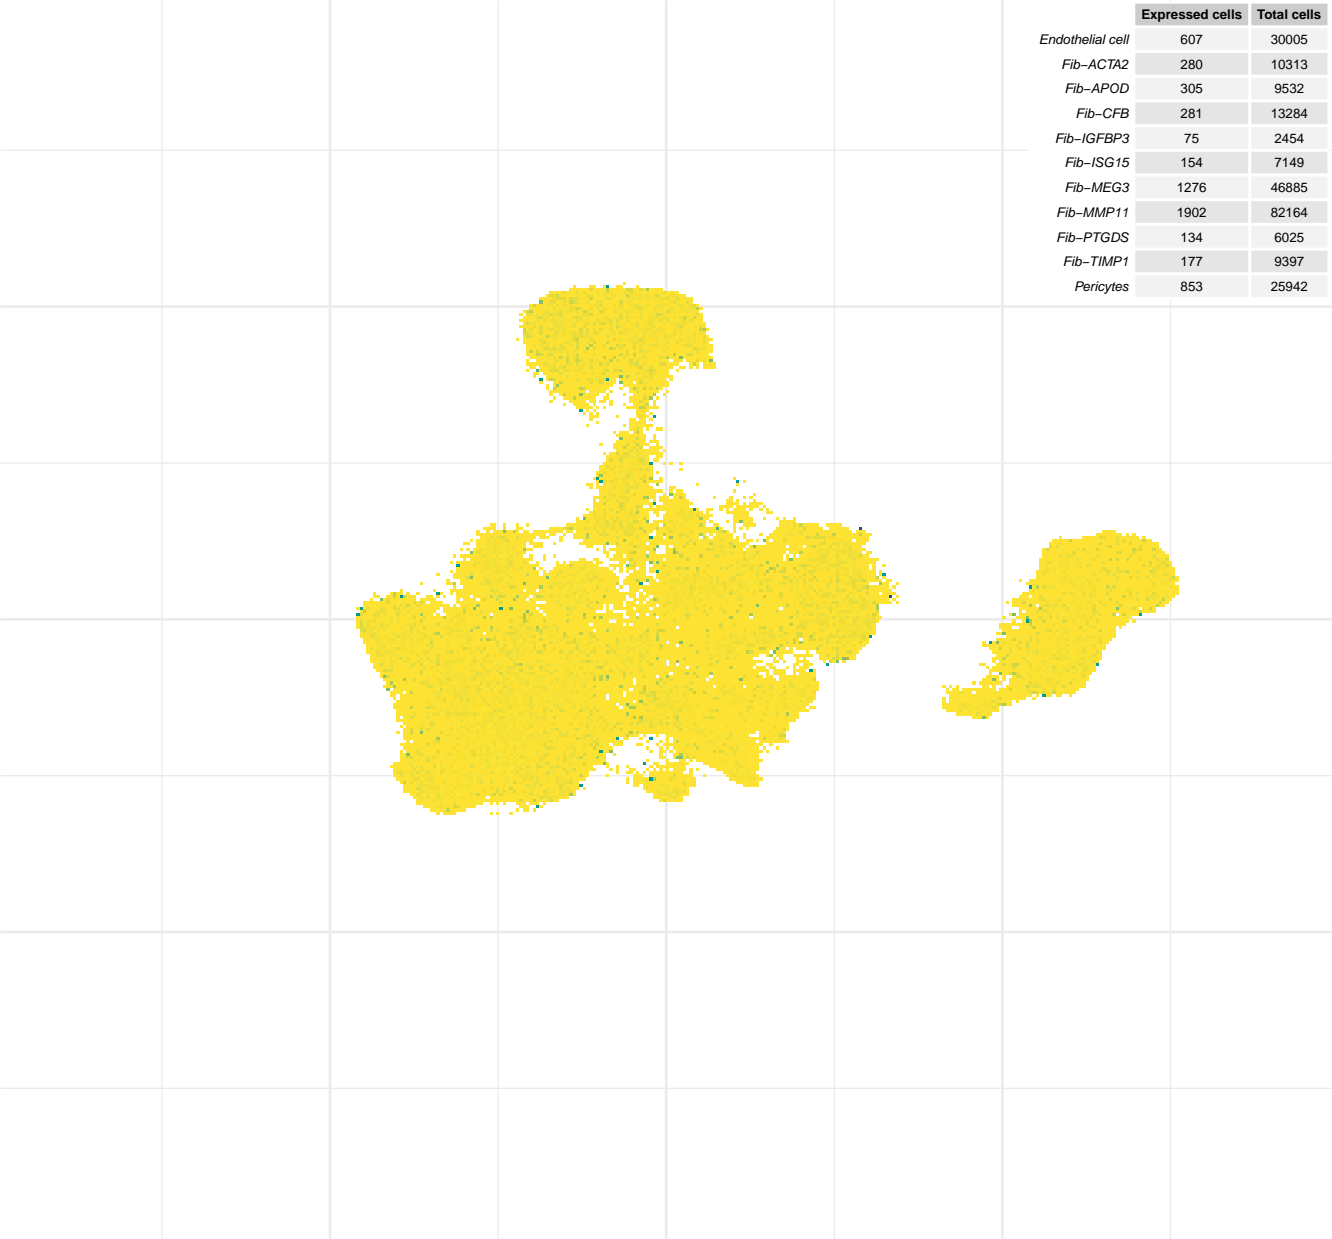 Expressed cells Total cells
Endothelial cell 607 30005
Fib−ACTA2 280 10313
Fib−APOD 305 9532
Fib−CFB 281 13284
Fib−IGFBP3 75 2454
Fib−ISG15 154 7149
Fib−MEG3 1276 46885
Fib−MMP11 1902 82164
Fib−PTGDS 134 6025
Fib−TIMP1 177 9397
Pericytes 853 25942